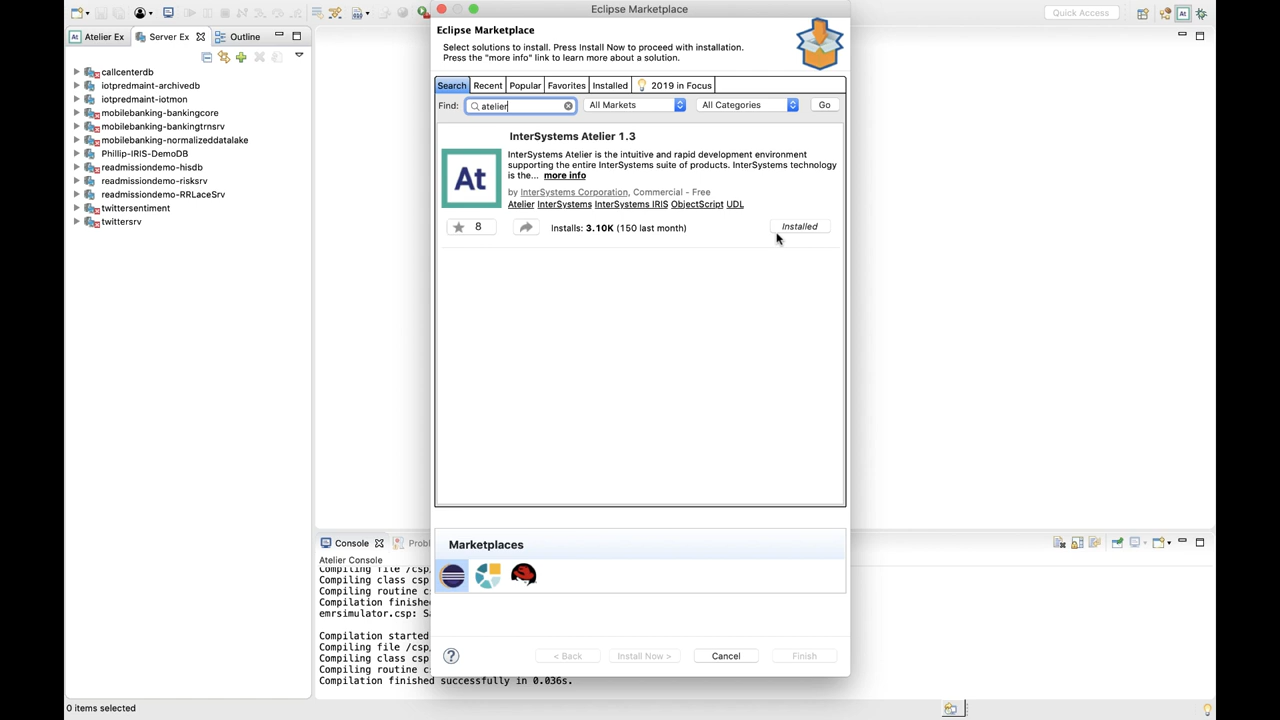 Eclipse Marketplace
Quick Access
Atelier Ex
Server Ex
Outline
callcenterdb
iotpredmaint-archivedb
iotpredmaint-iotmon
mobilebanking-bankingcore
mobilebanking-bankingtrnsrv
mobilebanking-normalizeddatalake
Phillip-IRIS-DemoDB
readmissiondemo-hisdb
readmissiondemo-risksrv
readmissiondemo-RRLaceSrv
twittersentiment
twittersrv
Eclipse Marketplace
Select solutions to install. Press Install Now to proceed with installation.
Press the "more info" link to learn more about a solution.
Search Recent Popular Favorites Installed 2019 in Focus
Find: atelier All Markets All Categories Go
InterSystems Atelier 1.3
At
InterSystems Atelier is the intuitive and rapid development environment
supporting the entire InterSystems suite of products. InterSystems technology
is the... more info
by InterSystems Corporation, Commercial - Free
Atelier InterSystems InterSystems IRIS ObjectScript UDL
8 Installs: 3.10K (150 last month) Installed
Marketplaces
< Back Install Now > Cancel Finish
Console Probl
Atelier Console
Compiling file /csp
Compiling class csp
Compiling routine c
Compilation finishe
emrsimulator.csp: S
Compilation started
Compiling file /csp
Compiling class csp
Compiling routine c
Compilation finished successfully in 0.036s.
0 items selected